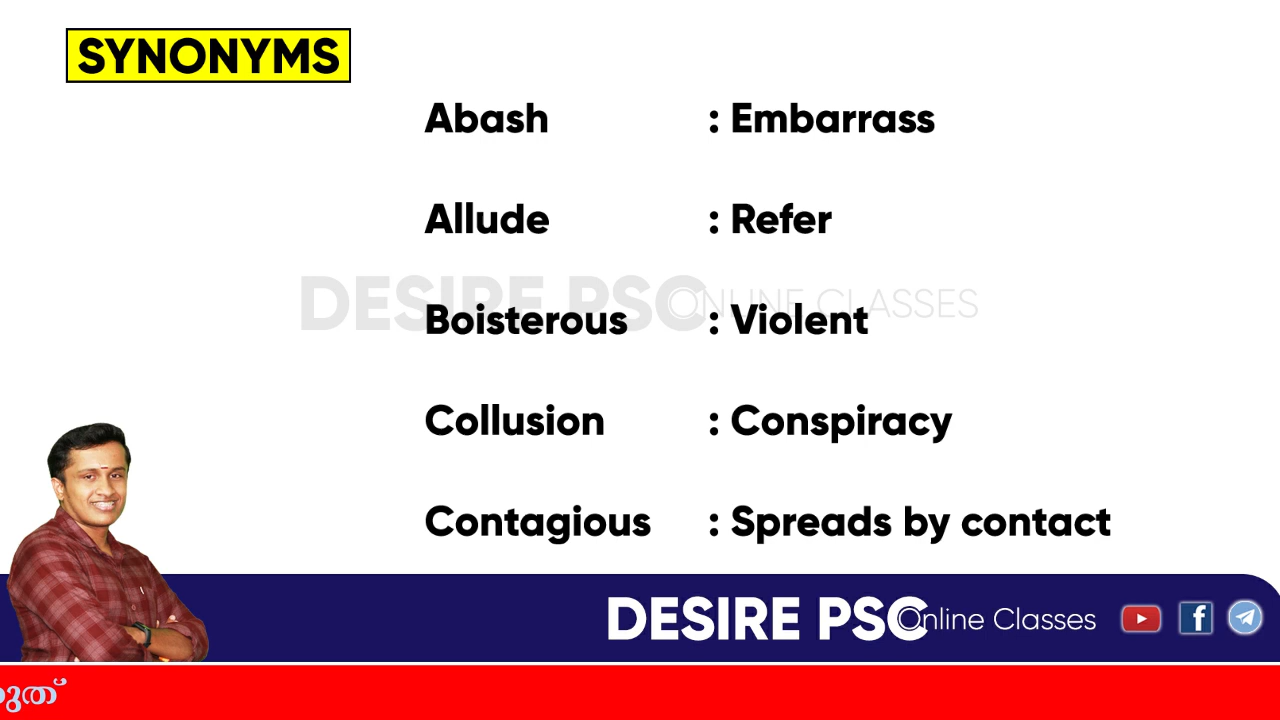 SYNONYMS
Abash : Embarrass
Allude : Refer
DESIRE PSC ONLINE CLASSES
Boisterous : Violent
Collusion : Conspiracy
Contagious : Spreads by contact
DESIRE PSC Online Classes